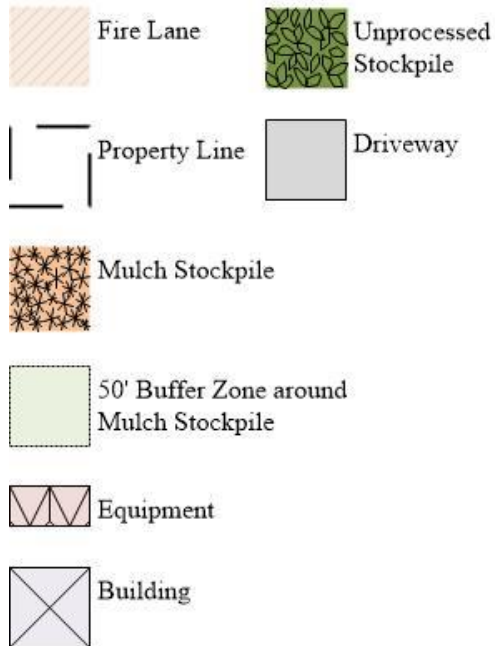 Fire Lane
Unprocessed
Stockpile
Property Line
Driveway
Mulch Stockpile
50' Buffer Zone around
Mulch Stockpile
Equipment
Building